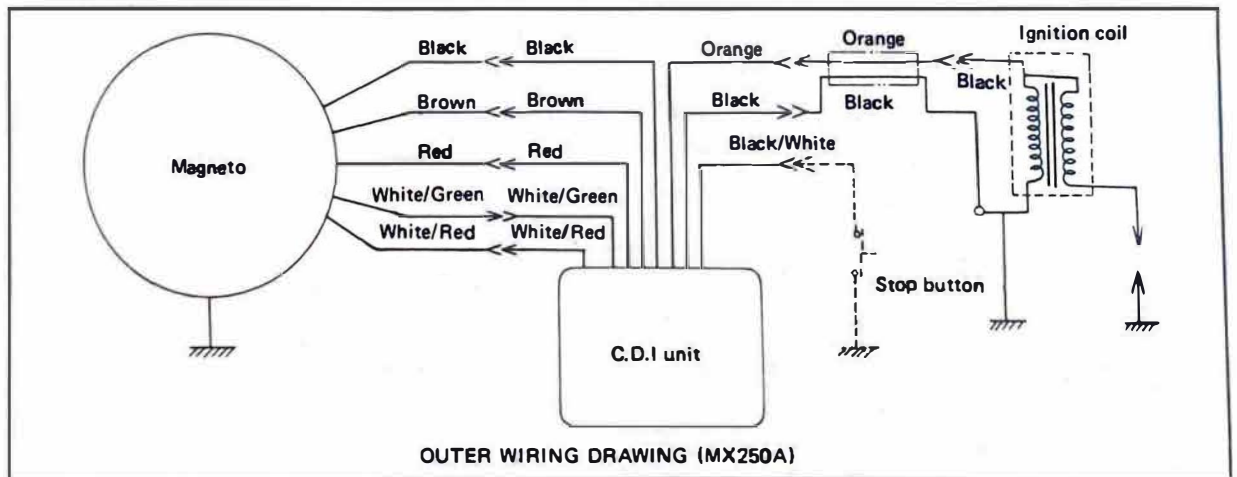 Black
Black
Brown
Brown
Red
Red
White/Green
White/Green
White/Red
White/Red
Magneto
Orange
Orange
Black
Black
Black
Black/White
Ignition coil
Stop button
C.D.I unit
OUTER WIRING DRAWING (MX250A)